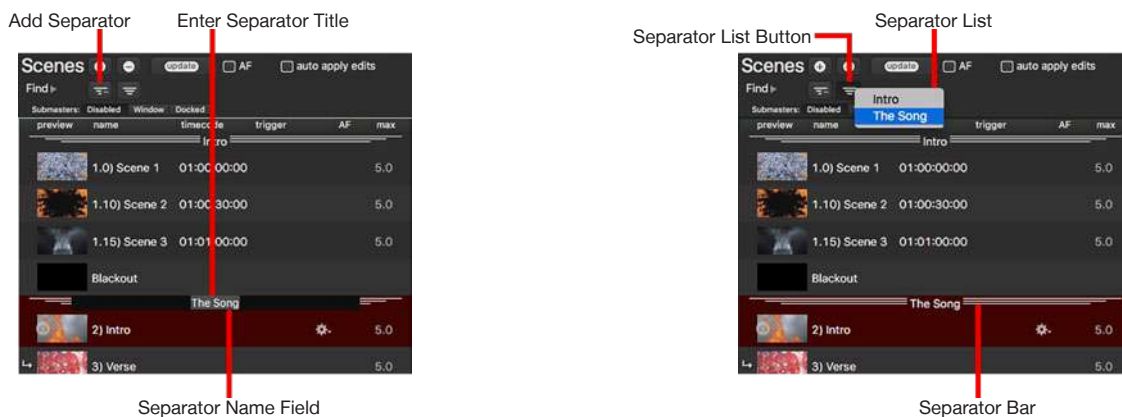 Add Separator
Enter Separator Title
Scenes
update
AF
auto apply edits
Find
Submasters: Disabled Window Docked
preview name timecode trigger AF max
Intro
1.0) Scene 1 01:00:00:00 5.0
1.10) Scene 2 01:00:30:00 5.0
1.15) Scene 3 01:01:00:00 5.0
Blackout
The Song
2) Intro 5.0
3) Verse 5.0
Separator Name Field
Separator List
Separator List Button
Scenes
update
AF
auto apply edits
Find
Intro
Submasters: Disabled
The Song
preview name trigger AF max
Intro
1.0) Scene 1 01:00:00:00 5.0
1.10) Scene 2 01:00:30:00 5.0
1.15) Scene 3 01:01:00:00 5.0
Blackout
The Song
2) Intro 5.0
3) Verse 5.0
Separator Bar